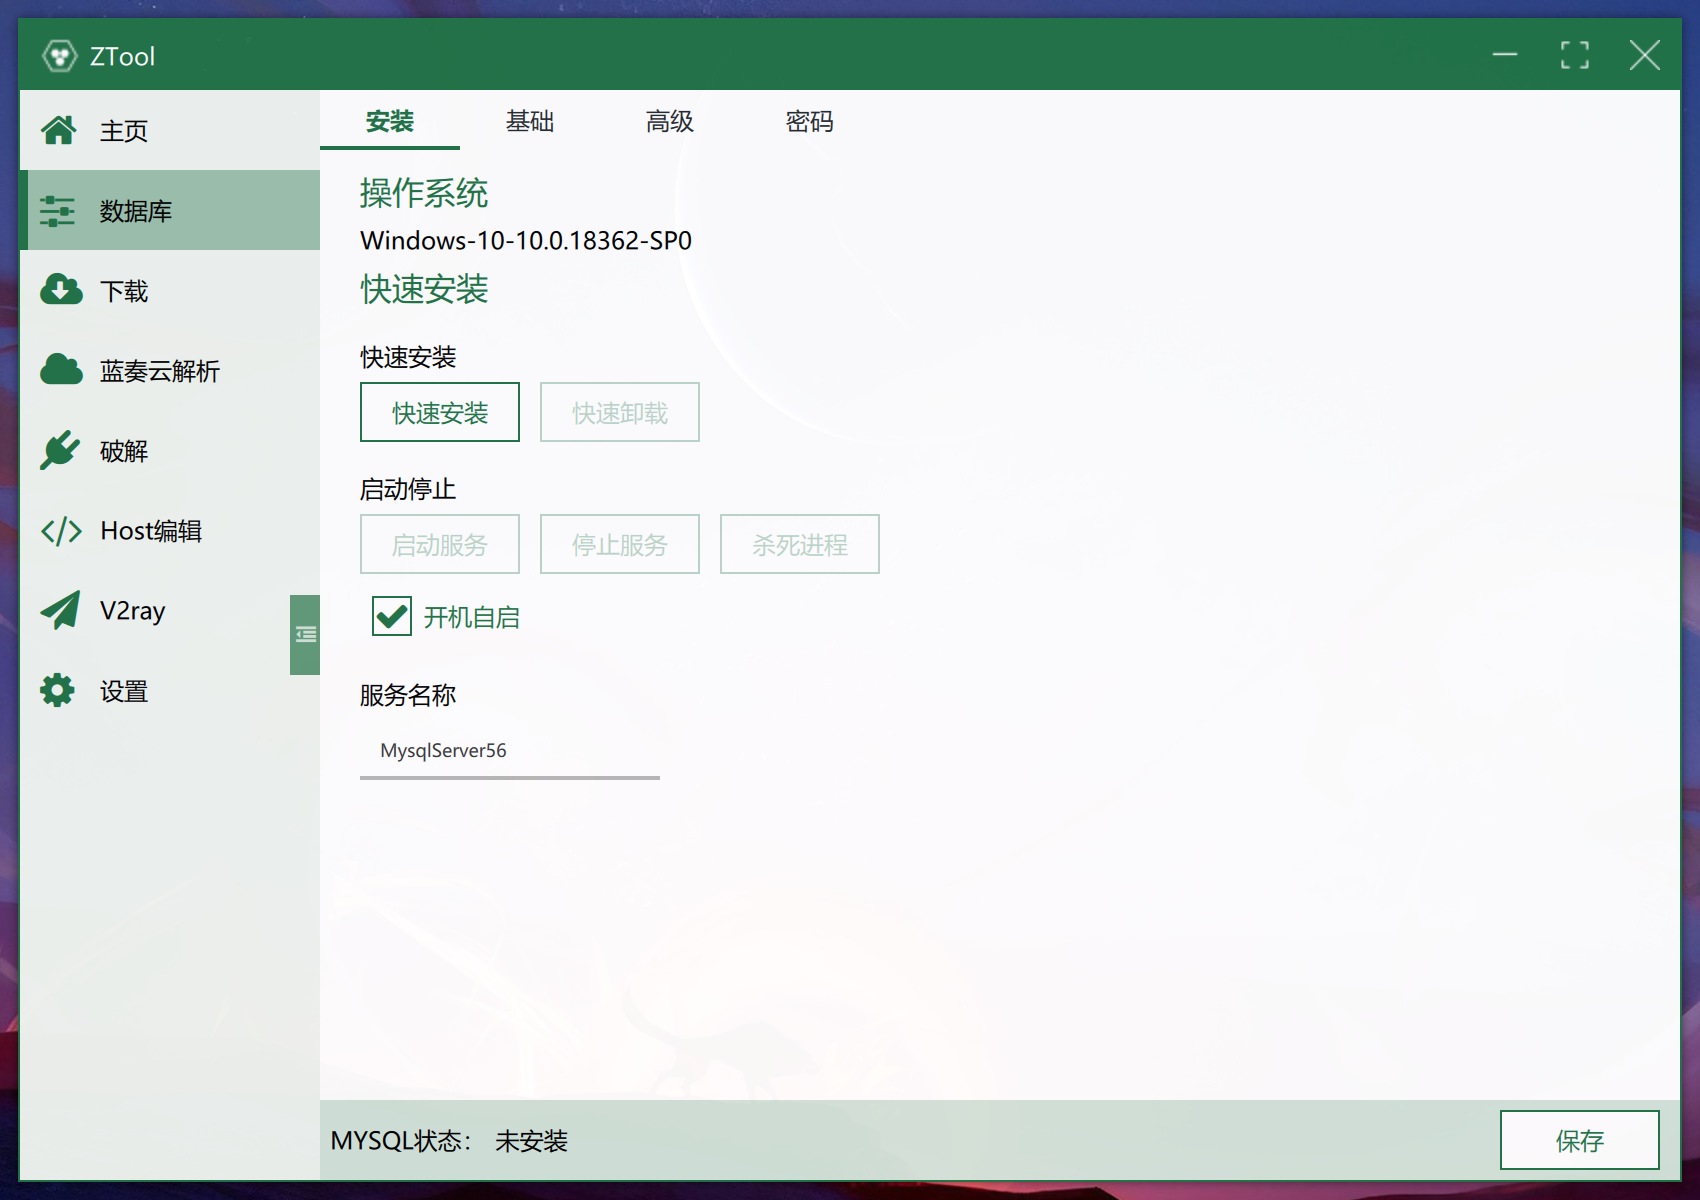 ZTool
主页
数据库
下载
蓝奏云解析
破解
Host编辑
V2ray
设置
安装 基础 高级 密码
操作系统
Windows-10-10.0.18362-SP0
快速安装
快速安装
快速安装 快速卸载
启动停止
启动服务 停止服务 杀死进程
开机自启
服务名称
MysqlServer56
MYSQL状态： 未安装
保存